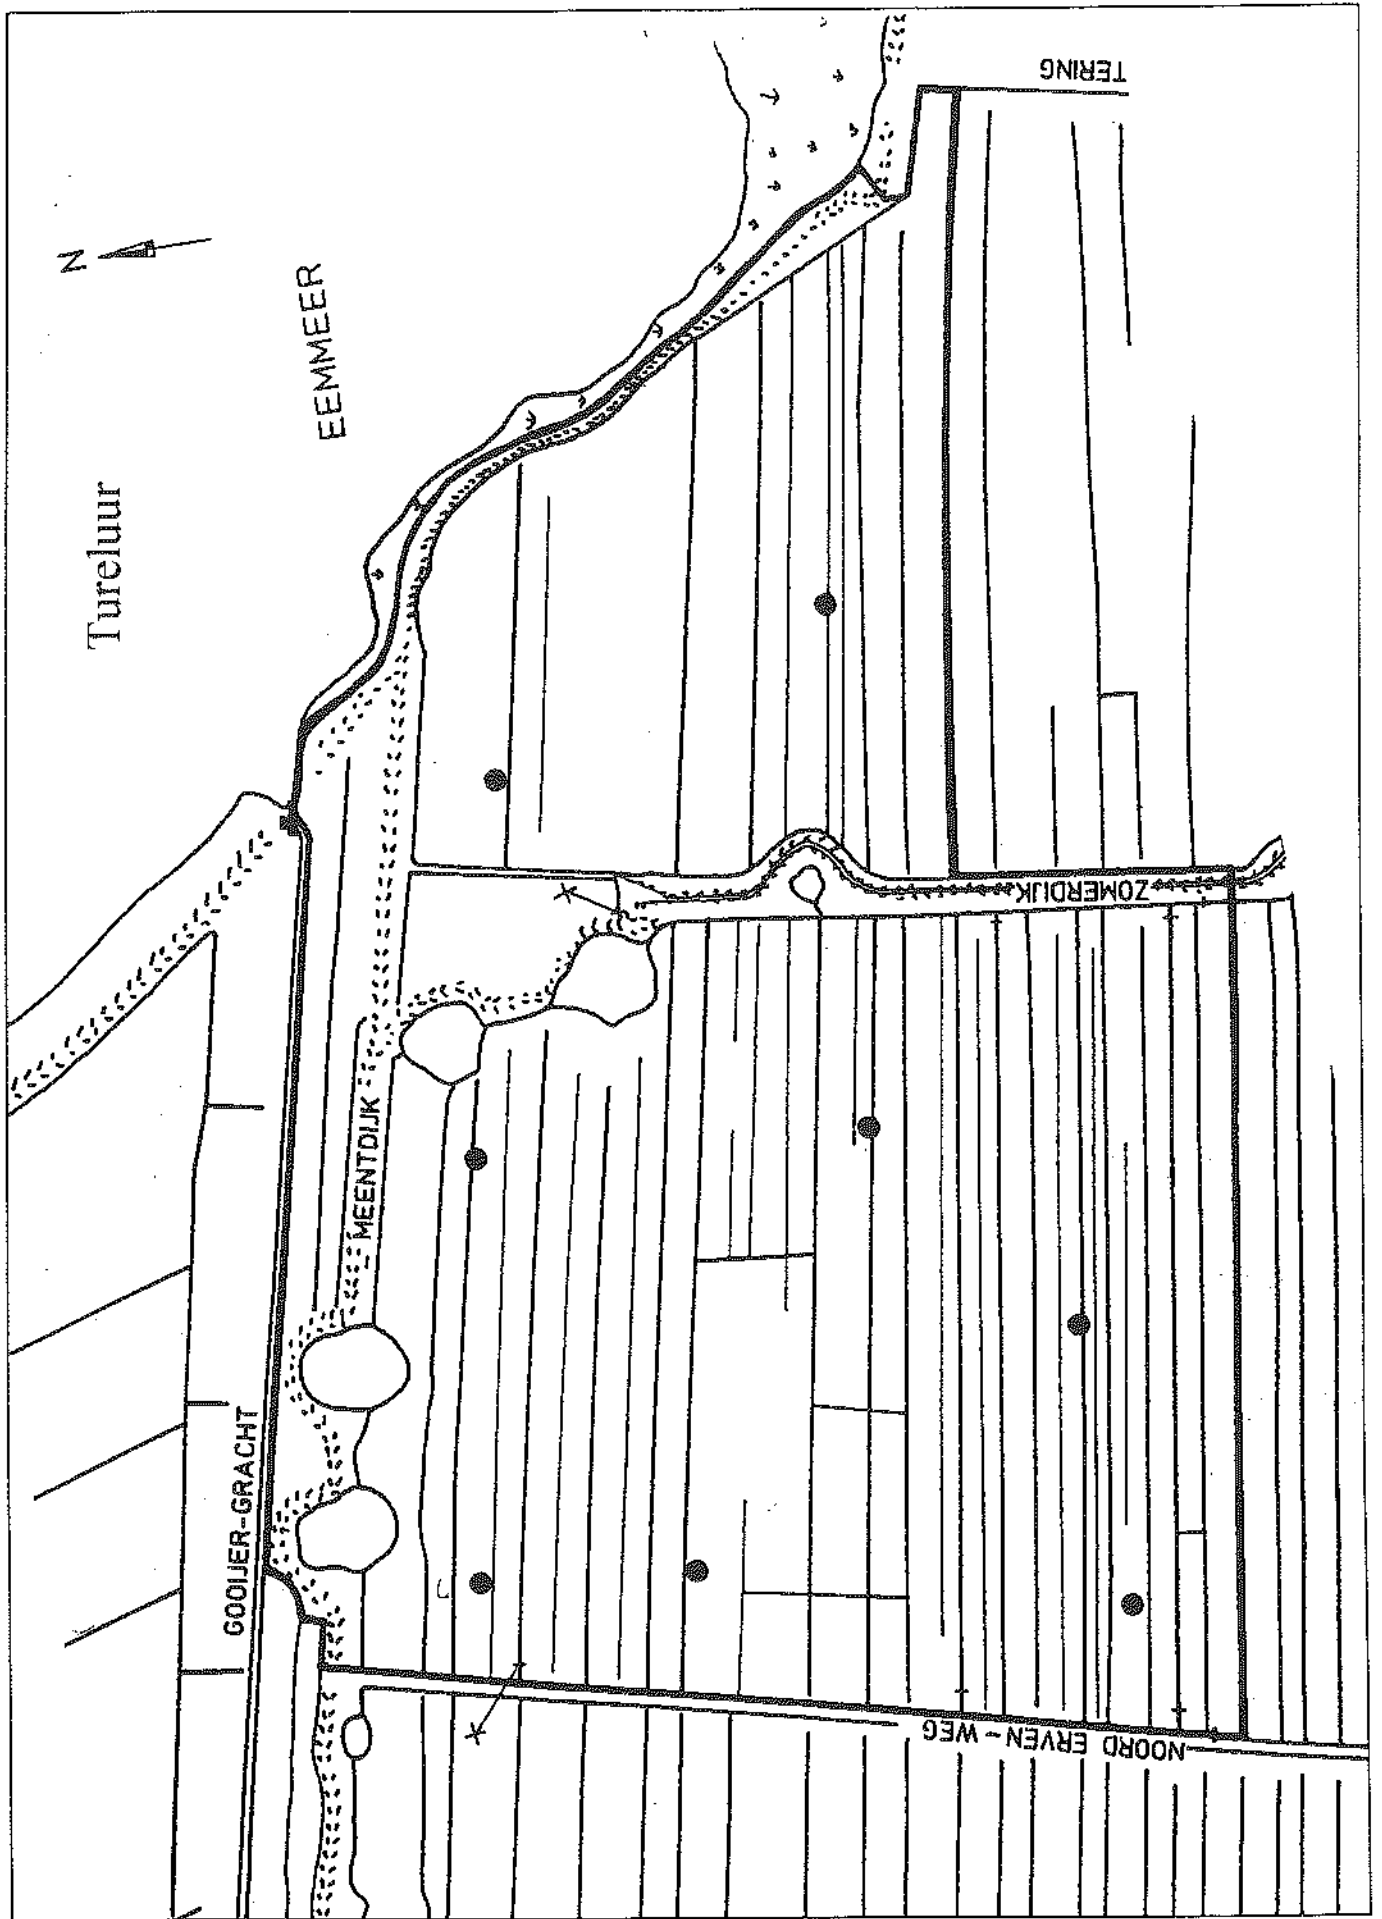 Tureluur
N
EEMMEER
TERING
GOOIJER-GRACHT
MEENTDIJK
ZOMERDIJK
NOORD ERVEN-WEG